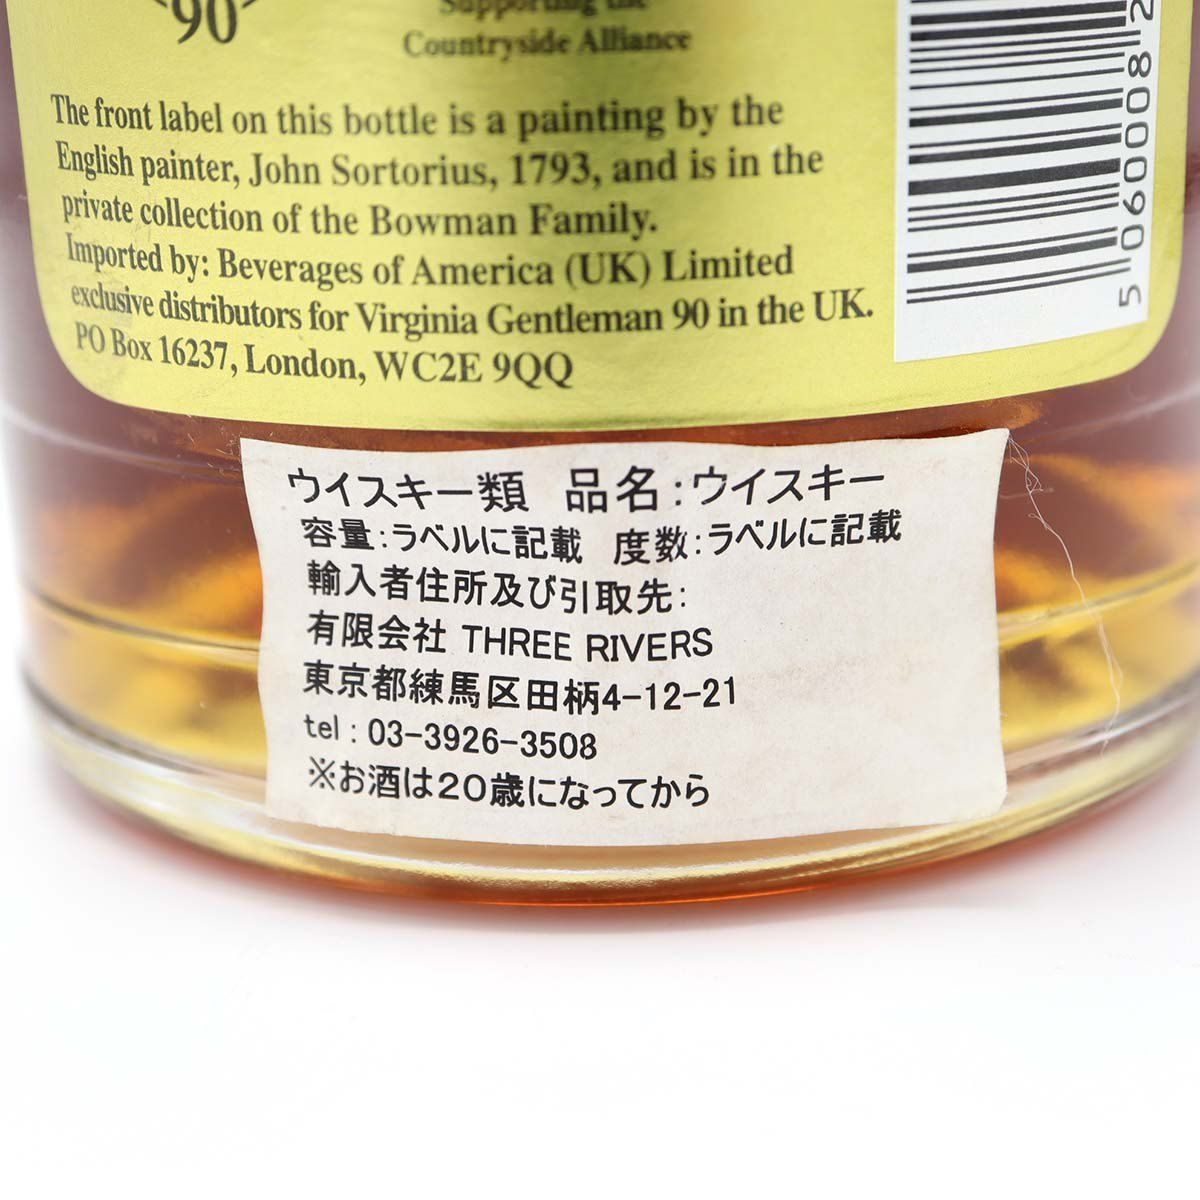 90
Supporting the
Countryside Alliance
The front label on this bottle is a painting by the
English painter, John Sortorius, 1793, and is in the
private collection of the Bowman Family.
Imported by: Beverages of America (UK) Limited
exclusive distributors for Virginia Gentleman 90 in the UK.
PO Box 16237, London, WC2E 9QQ
5 060008 2
ウイスキー類 品名:ウイスキー
容量:ラベルに記載 度数:ラベルに記載
輸入者住所及び引取先:
有限会社 THREE RIVERS
東京都練馬区田柄4-12-21
tel : 03-3926-3508
※お酒は20歳になってから